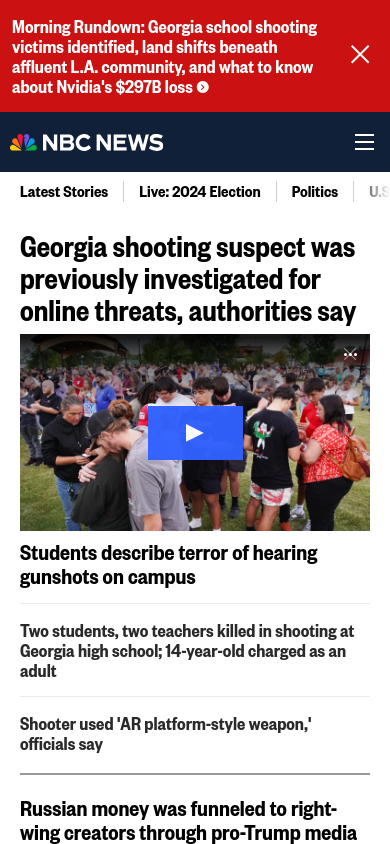 Morning Rundown: Georgia school shooting
victims identified, land shifts beneath
affluent L.A. community, and what to know
about Nvidia's $297B loss
NBC NEWS
Latest Stories
Live: 2024 Election
Politics
U.S
Georgia shooting suspect was
previously investigated for
online threats, authorities say
Students describe terror of hearing
gunshots on campus
Two students, two teachers killed in shooting at
Georgia high school; 14-year-old charged as an
adult
Shooter used 'AR platform-style weapon,'
officials say
Russian money was funneled to right-
wing creators through pro-Trump media